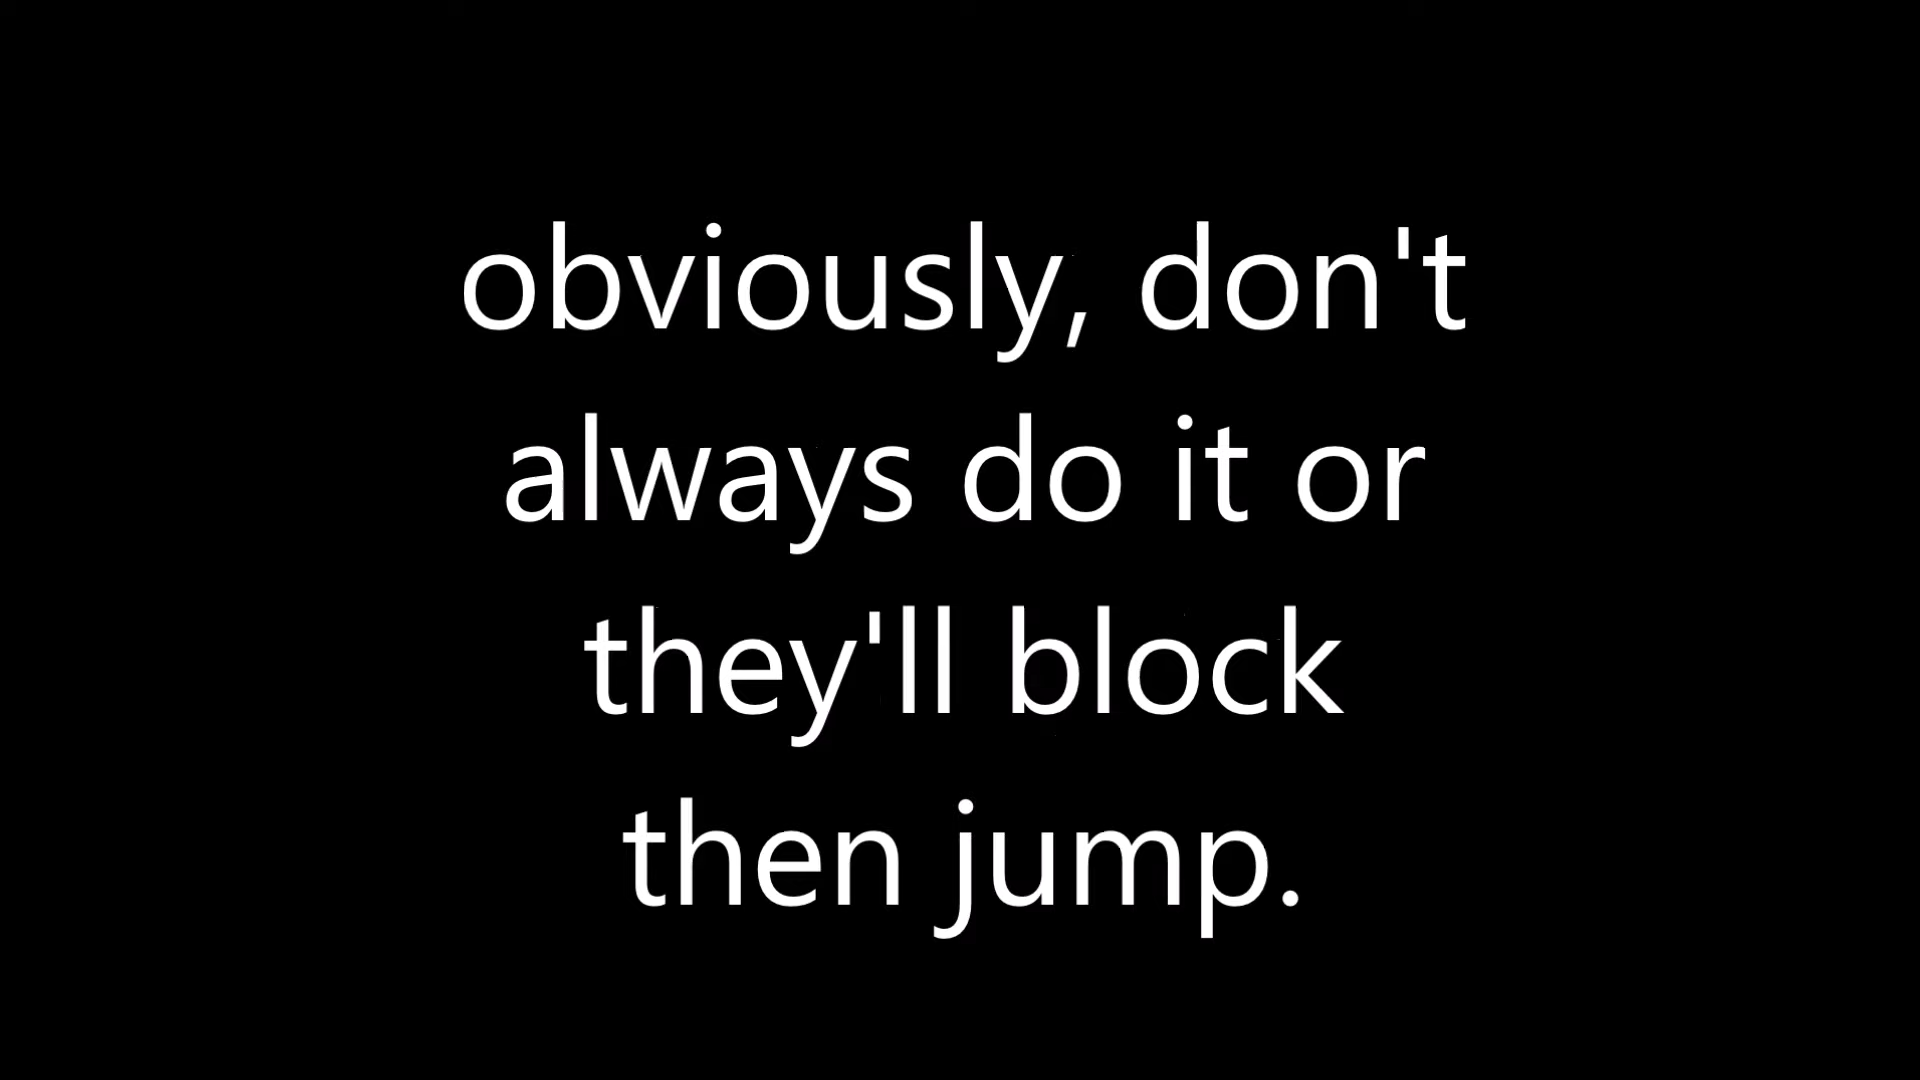 obviously, don't
always do it or
they'll block
then jump.